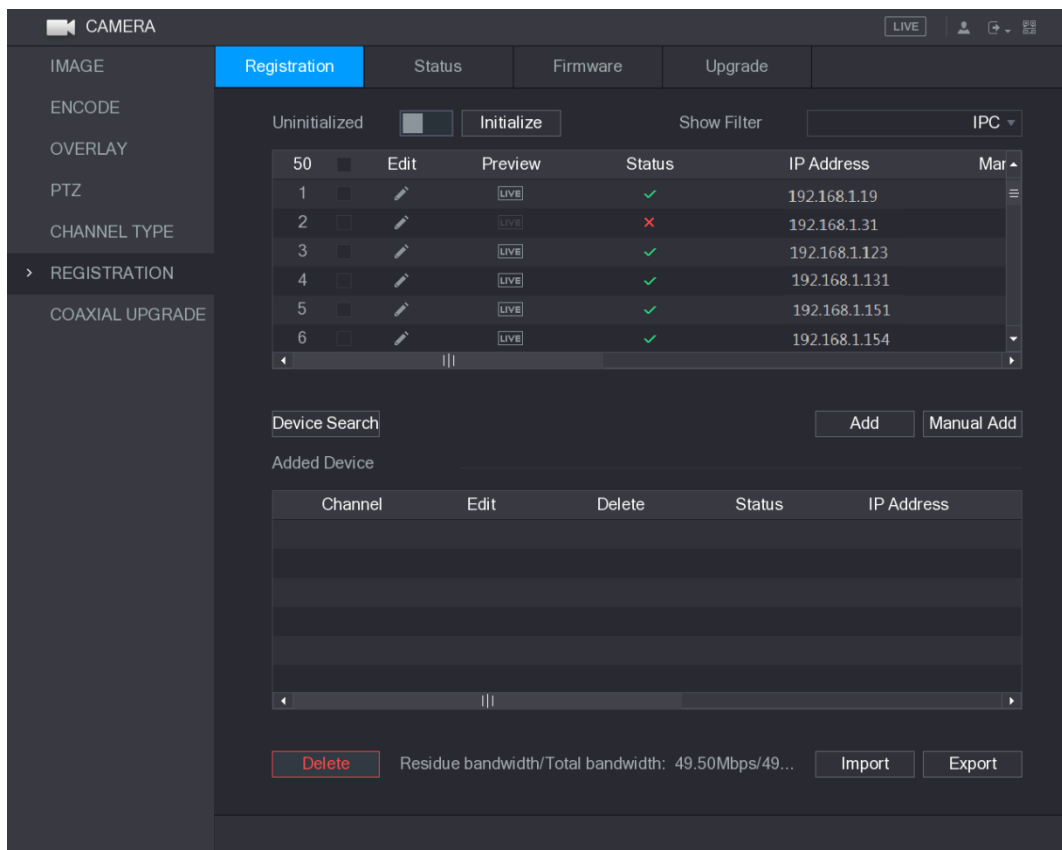 CAMERA LIVE
IMAGE
ENCODE
OVERLAY
PTZ
CHANNEL TYPE
REGISTRATION
COAXIAL UPGRADE
Registration Status Firmware Upgrade
Uninitialized Initialize Show Filter IPC
50 Edit Preview Status IP Address Mar
1 LIVE 192.168.1.19
2 LIVE 192.168.1.31
3 LIVE 192.168.1.123
4 LIVE 192.168.1.131
5 LIVE 192.168.1.151
6 LIVE 192.168.1.154
Device Search Add Manual Add
Added Device
Channel Edit Delete Status IP Address
Delete Residue bandwidth/Total bandwidth: 49.50Mbps/49... Import Export